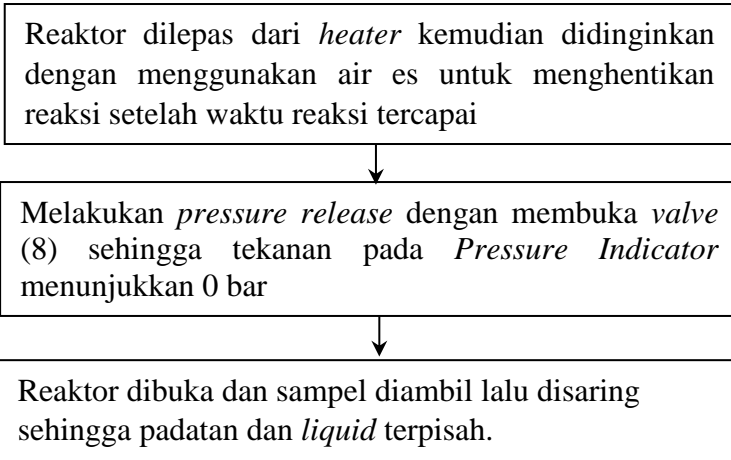 Reaktor dilepas dari heater kemudian didinginkan
dengan menggunakan air es untuk menghentikan
reaksi setelah waktu reaksi tercapai
Melakukan pressure release dengan membuka valve
(8) sehingga tekanan pada Pressure Indicator
menunjukkan 0 bar
Reaktor dibuka dan sampel diambil lalu disaring
sehingga padatan dan liquid terpisah.